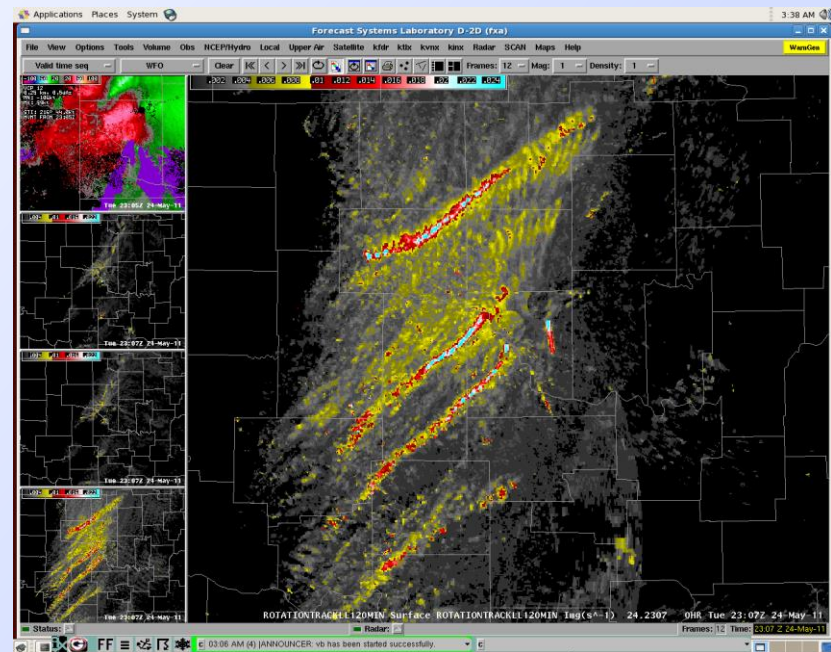 Applications Places System 3:38 AM
Forecast Systems Laboratory D-2D (fxa)
File View Options Tools Volume Obs NCEP/Hydro Local Upper Air Satellite kfdr ktlx kvnx kinx Radar SCAN Maps Help WarnGen
Valid time seq WFO Clear Frames: 12 Mag: 1 Density: 1
.002 .004 .006 .008 .01 .012 .014 .016 .018 .02 .022 .024
Tue 23:05Z 24-May-11
Tue 23:07Z 24-May-11
Tue 23:07Z 24-May-11
Tue 23:07Z 24-May-11
ROTATIONTRACKLL120MIN Surface ROTATIONTRACKLL120MIN Img(s^-1) 24.2307 0HR Tue 23:07Z 24-May-11
Status: Radar: Frames: 12 Time: 23:07 Z 24-May-11
FF 03:06 AM (4) |ANNOUNCER: vb has been started successfully.